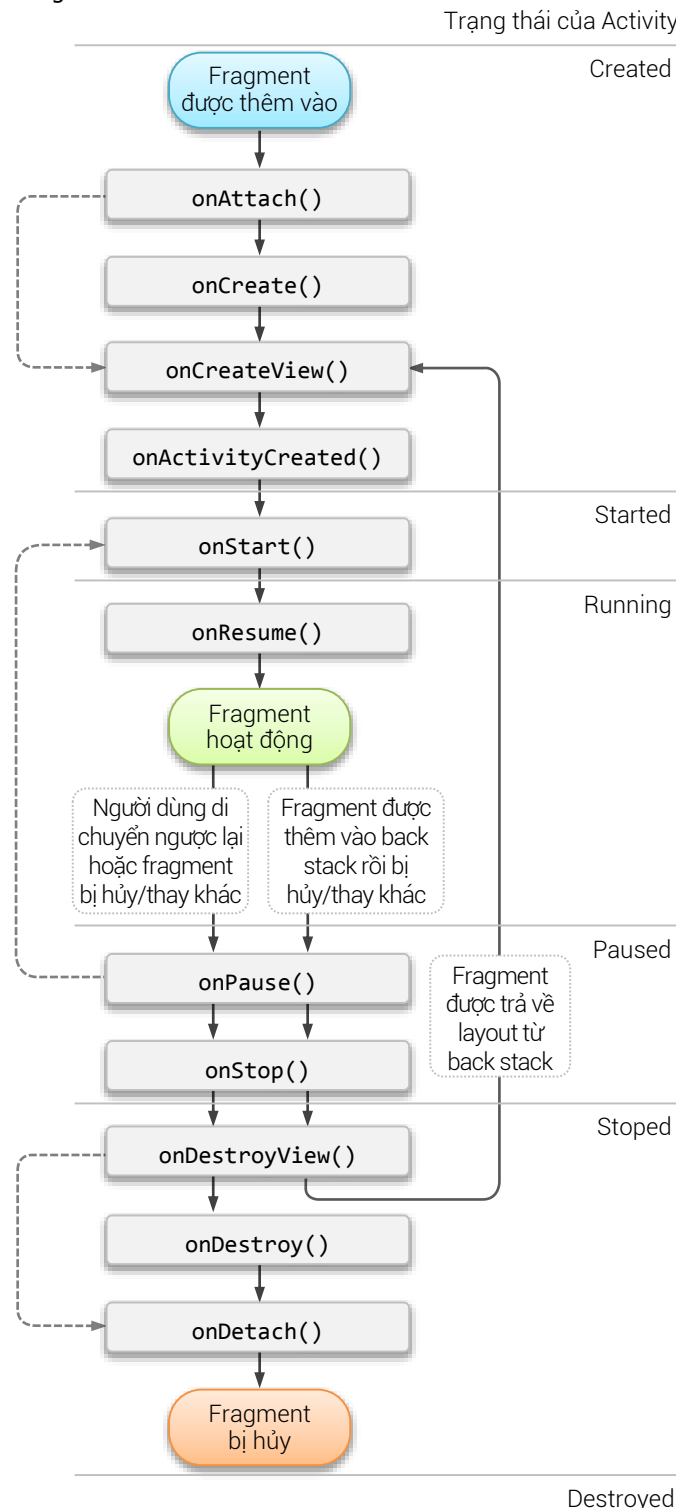 Trạng thái của Activity
Created
Fragment
được thêm vào
onAttach()
onCreate()
onCreateView()
onActivityCreated()
Started
onStart()
Running
onResume()
Fragment
hoạt động
Người dùng di
chuyển ngược lại
hoặc fragment
bị hủy/thay khác
Fragment được
thêm vào back
stack rồi bị
hủy/thay khác
Paused
onPause()
Fragment
được trả về
layout từ
back stack
onStop()
Stoped
onDestroyView()
onDestroy()
onDetach()
Fragment
bị hủy
Destroyed